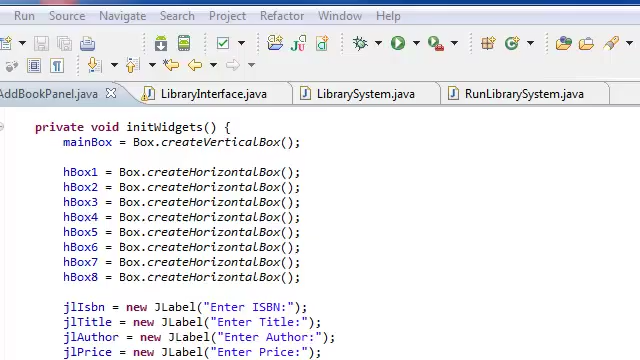 Run Source Navigate Search Project Refactor Window Help
AddBookPanel.java LibraryInterface.java LibrarySystem.java RunLibrarySystem.java
private void initWidgets() {
mainBox = Box.createVerticalBox();
hBox1 = Box.createHorizontalBox();
hBox2 = Box.createHorizontalBox();
hBox3 = Box.createHorizontalBox();
hBox4 = Box.createHorizontalBox();
hBox5 = Box.createHorizontalBox();
hBox6 = Box.createHorizontalBox();
hBox7 = Box.createHorizontalBox();
hBox8 = Box.createHorizontalBox();
jlIsbn = new JLabel("Enter ISBN:");
jlTitle = new JLabel("Enter Title:");
jlAuthor = new JLabel("Enter Author:");
jlPrice = new JLabel("Enter Price:");